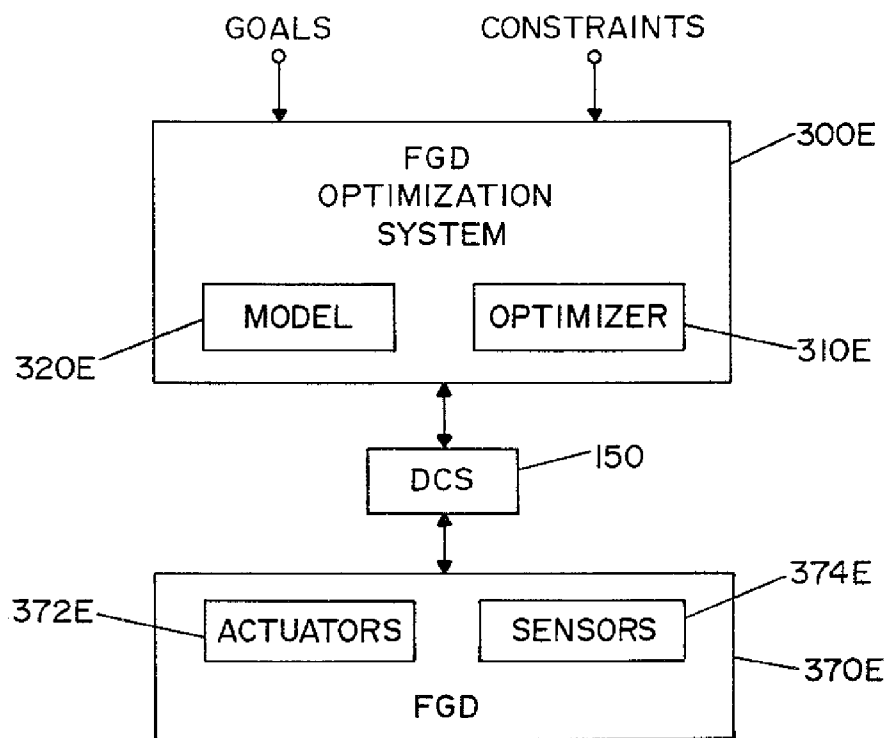 GOALS CONSTRAINTS
300E
FGD
OPTIMIZATION
SYSTEM
MODEL OPTIMIZER
320E 310E
150
DCS
374E
372E
ACTUATORS SENSORS
370E
FGD